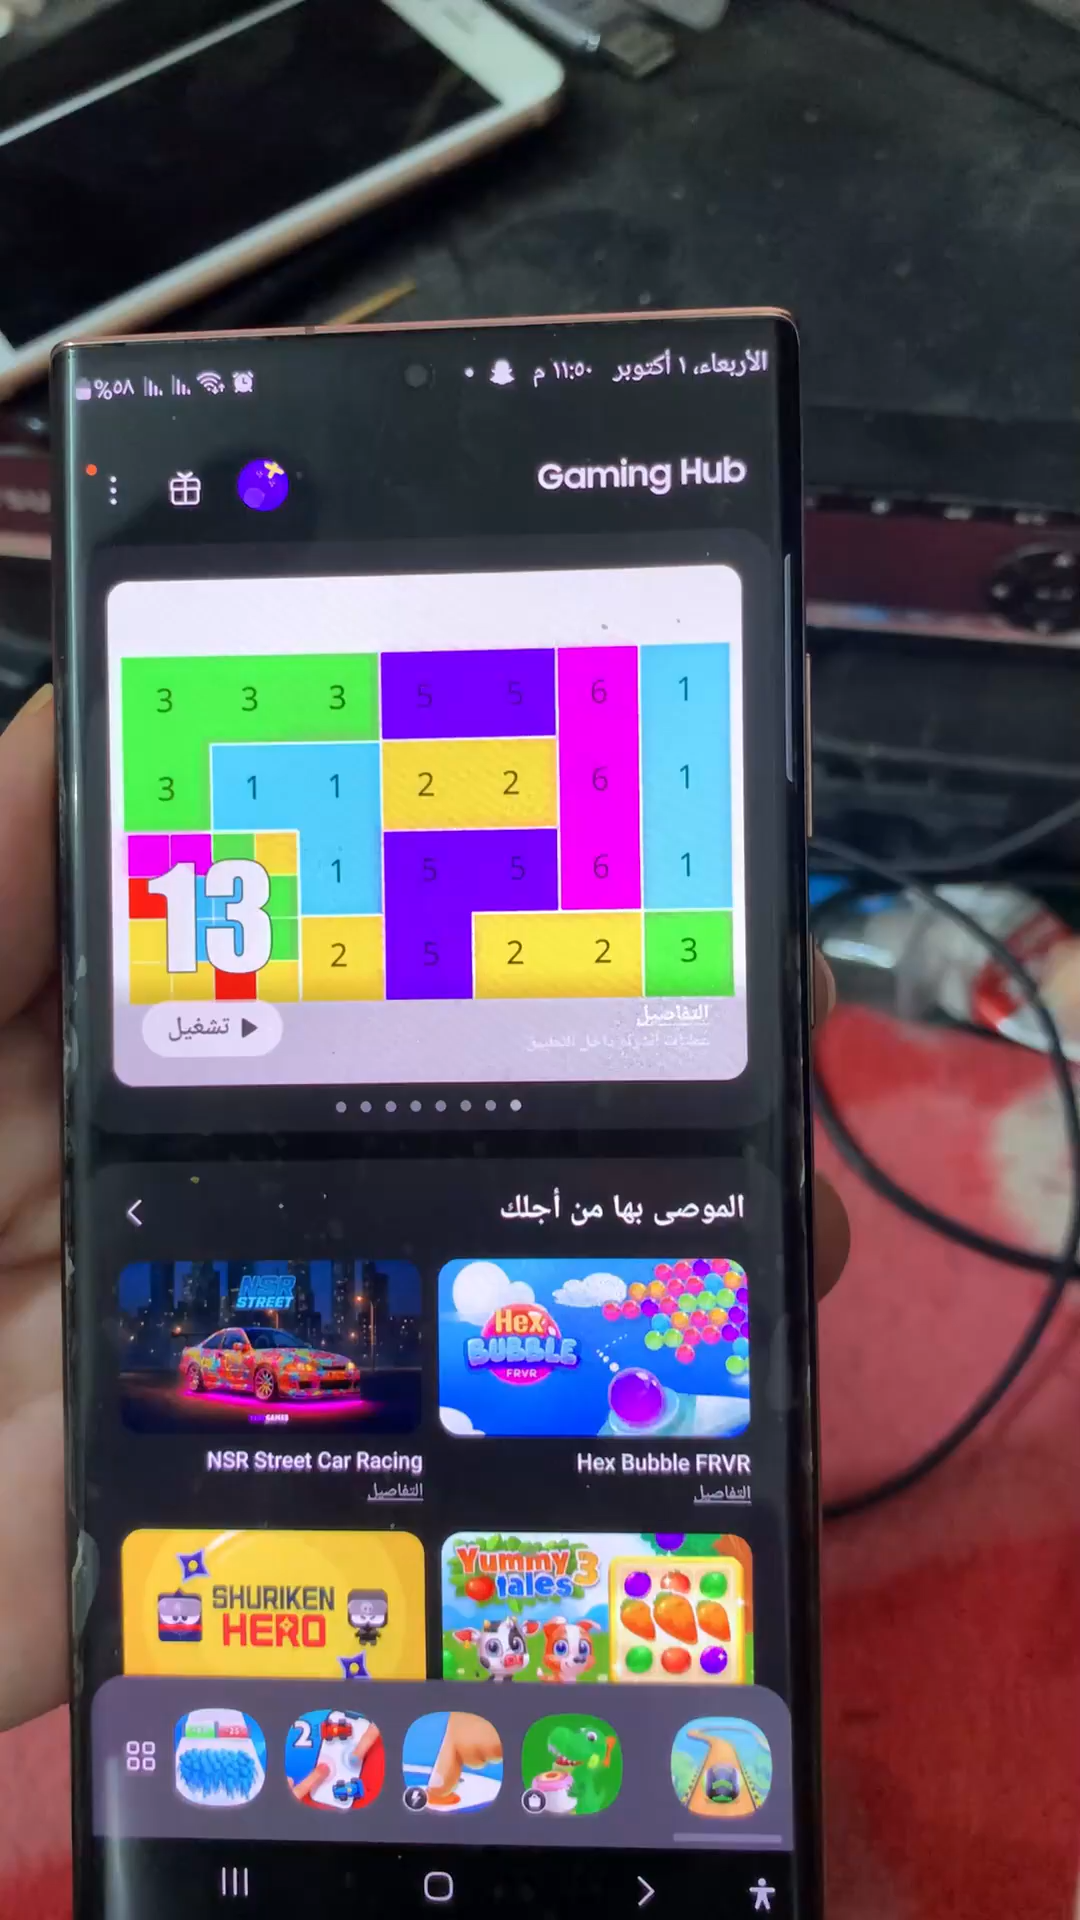 الأربعاء، ١ أكتوبر ١١:٥٠ م
%٥٨
Gaming Hub
3 3 3 5 5 6 1
3 1 1 2 2 6 1
1 5 5 6 1
13
2 5 2 2 3
التفاصيل
تشغيل
الموصى بها من أجلك
NSR
STREET
Hex
BUBBLE
FRVR
NSR Street Car Racing
التفاصيل
Hex Bubble FRVR
التفاصيل
SHURIKEN
HERO
Yummy
tales 3
2